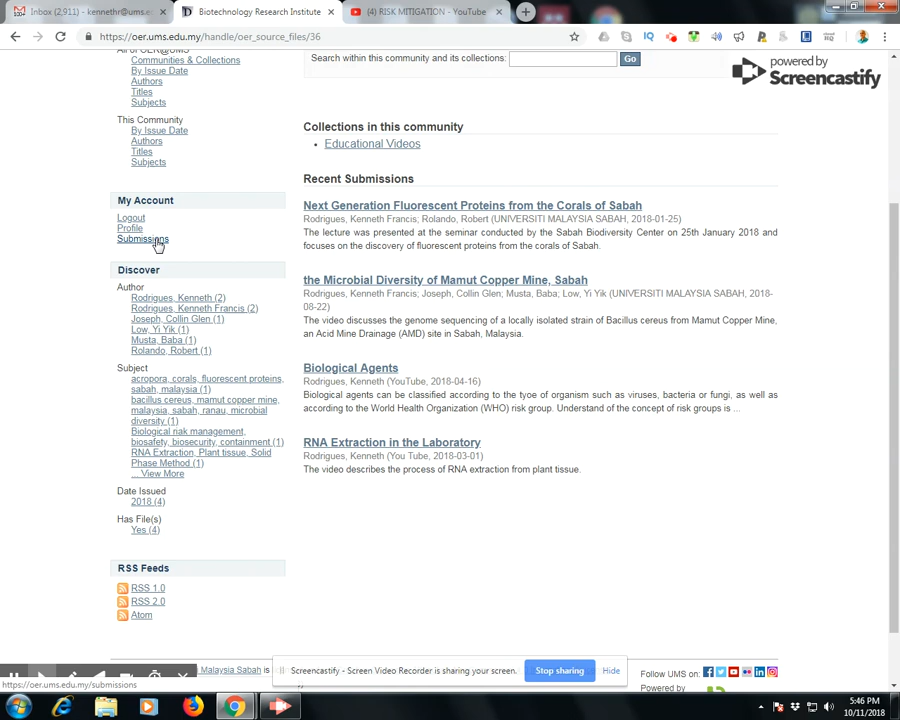 Inbox (2,911) - kennethr@ums.e
Biotechnology Research Institute
(4) RISK MITIGATION - YouTube
https://oer.ums.edu.my/handle/oer_source_files/36
All of OER@UMS
Communities & Collections
By Issue Date
Authors
Titles
Subjects
This Community
By Issue Date
Authors
Titles
Subjects
My Account
Logout
Profile
Submissions
Discover
Author
Rodrigues, Kenneth (2)
Rodrigues, Kenneth Francis (2)
Joseph, Collin Glen (1)
Low, Yi Yik (1)
Musta, Baba (1)
Rolando, Robert (1)
Subject
acropora, corals, fluorescent proteins,
sabah, malaysia (1)
bacillus cereus, mamut copper mine,
malaysia, sabah, ranau, microbial
diversity (1)
Biological riak management,
biosafety, biosecurity, containment (1)
RNA Extraction, Plant tissue, Solid
Phase Method (1)
... View More
Date Issued
2018 (4)
Has File(s)
Yes (4)
RSS Feeds
RSS 1.0
RSS 2.0
Atom
Search within this community and its collections:
Go
powered by
Screencastify
Collections in this community
• Educational Videos
Recent Submissions
Next Generation Fluorescent Proteins from the Corals of Sabah
Rodrigues, Kenneth Francis; Rolando, Robert (UNIVERSITI MALAYSIA SABAH, 2018-01-25)
The lecture was presented at the seminar conducted by the Sabah Biodiversity Center on 25th January 2018 and
focuses on the discovery of fluorescent proteins from the corals of Sabah.
the Microbial Diversity of Mamut Copper Mine, Sabah
Rodrigues, Kenneth Francis; Joseph, Collin Glen; Musta, Baba; Low, Yi Yik (UNIVERSITI MALAYSIA SABAH, 2018-
08-22)
The video discusses the genome sequencing of a locally isolated strain of Bacillus cereus from Mamut Copper Mine,
an Acid Mine Drainage (AMD) site in Sabah, Malaysia.
Biological Agents
Rodrigues, Kenneth (YouTube, 2018-04-16)
Biological agents can be classified according to the tyoe of organism such as viruses, bacteria or fungi, as well as
according to the World Health Organization (WHO) risk group. Understan of the concept of risk groups is ...
RNA Extraction in the Laboratory
Rodrigues, Kenneth (You Tube, 2018-03-01)
The video describes the process of RNA extraction from plant tissue.
Malaysia Sabah is
Screencastify - Screen Video Recorder is sharing your screen.
Stop sharing
Hide
Follow UMS
Powered by
https://oer.ums.edu.my/submissions
5:46 PM
10/11/2018